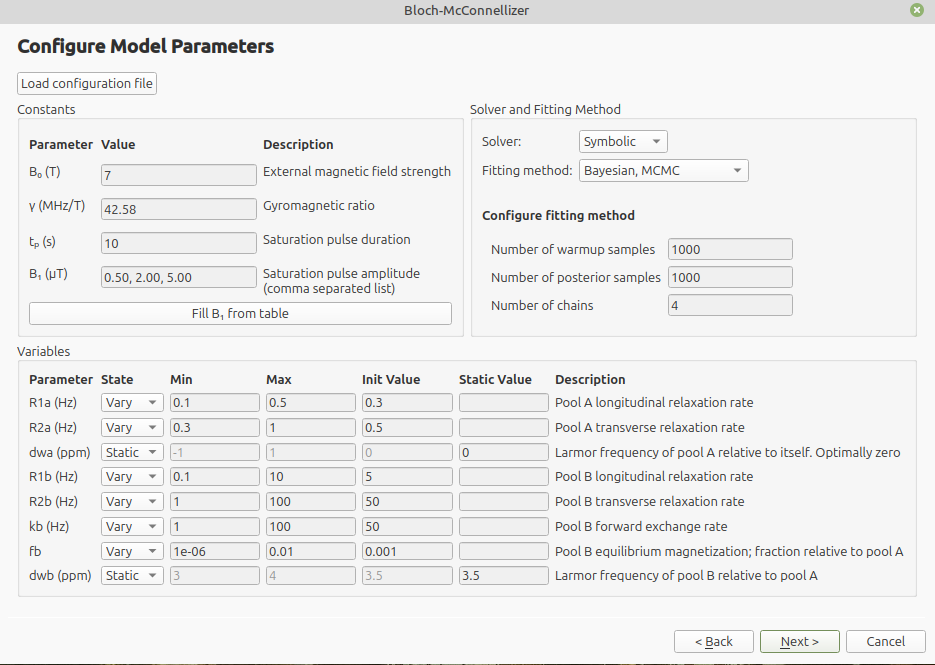 Bloch-McConnellizer
Configure Model Parameters
Load configuration file
Constants
Parameter Value Description
B₀ (T) 7 External magnetic field strength
γ (MHz/T) 42.58 Gyromagnetic ratio
tₚ (s) 10 Saturation pulse duration
B₁ (µT) 0.50, 2.00, 5.00 Saturation pulse amplitude
(comma separated list)
Fill B₁ from table
Solver and Fitting Method
Solver: Symbolic
Fitting method: Bayesian, MCMC
Configure fitting method
Number of warmup samples 1000
Number of posterior samples 1000
Number of chains 4
Variables
Parameter State Min Max Init Value Static Value Description
R1a (Hz) Vary 0.1 0.5 0.3 Pool A longitudinal relaxation rate
R2a (Hz) Vary 0.3 1 0.5 Pool A transverse relaxation rate
dwa (ppm) Static -1 1 0 0 Larmor frequency of pool A relative to itself. Optimally zero
R1b (Hz) Vary 0.1 10 5 Pool B longitudinal relaxation rate
R2b (Hz) Vary 1 100 50 Pool B transverse relaxation rate
kb (Hz) Vary 1 100 50 Pool B forward exchange rate
fb Vary 1e-06 0.01 0.001 Pool B equilibrium magnetization; fraction relative to pool A
dwb (ppm) Static 3 4 3.5 3.5 Larmor frequency of pool B relative to pool A
< Back Next > Cancel